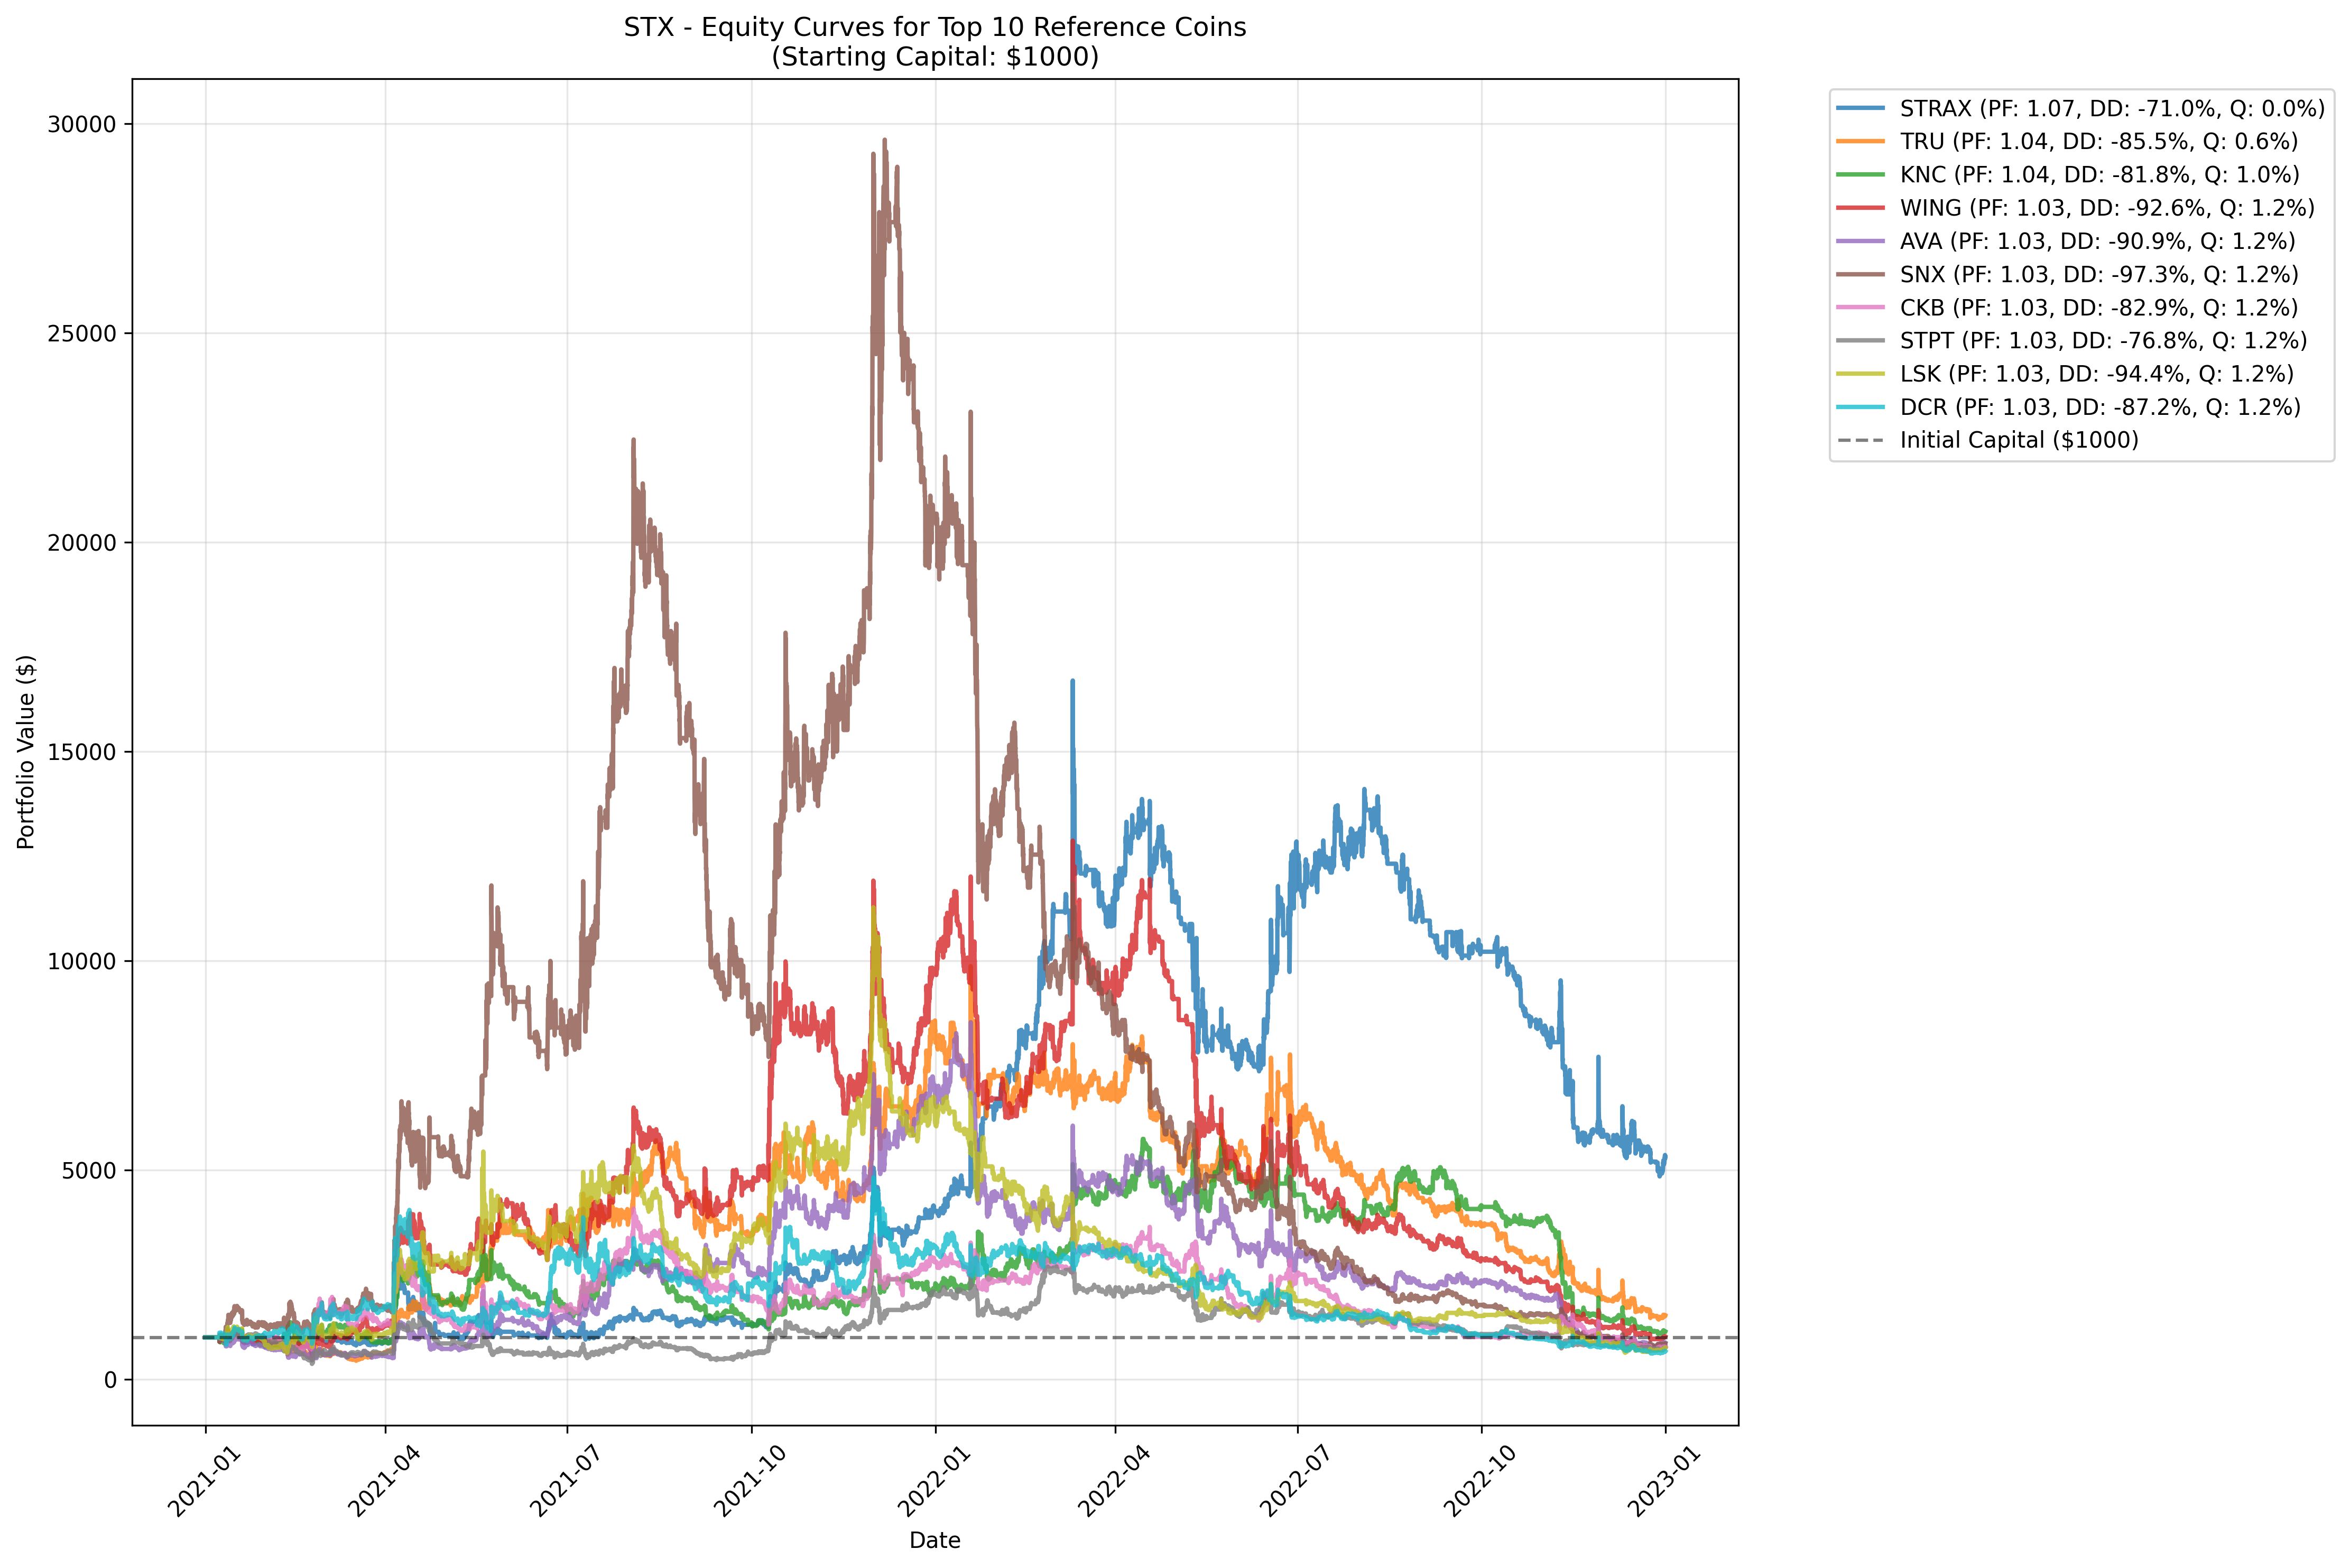 STX - Equity Curves for Top 10 Reference Coins
(Starting Capital: $1000)
STRAX (PF: 1.07, DD: -71.0%, Q: 0.0%)
TRU (PF: 1.04, DD: -85.5%, Q: 0.6%)
KNC (PF: 1.04, DD: -81.8%, Q: 1.0%)
WING (PF: 1.03, DD: -92.6%, Q: 1.2%)
AVA (PF: 1.03, DD: -90.9%, Q: 1.2%)
SNX (PF: 1.03, DD: -97.3%, Q: 1.2%)
CKB (PF: 1.03, DD: -82.9%, Q: 1.2%)
STPT (PF: 1.03, DD: -76.8%, Q: 1.2%)
LSK (PF: 1.03, DD: -94.4%, Q: 1.2%)
DCR (PF: 1.03, DD: -87.2%, Q: 1.2%)
Initial Capital ($1000)
Portfolio Value ($)
30000
25000
20000
15000
10000
5000
0
2021-01
2021-04
2021-07
2021-10
2022-01
2022-04
2022-07
2022-10
2023-01
Date